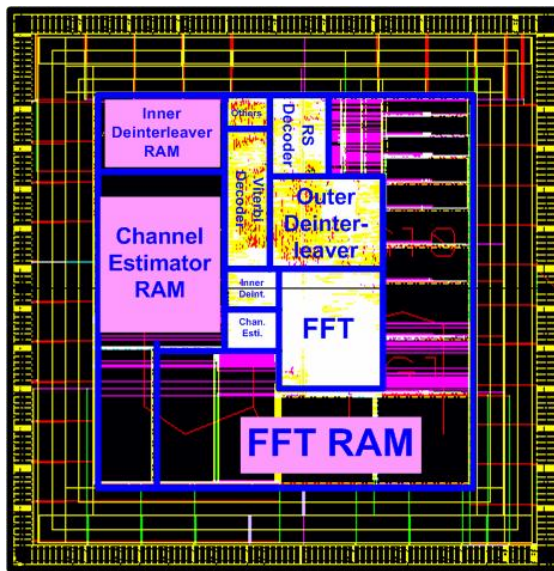 Inner
Deinterleaver
RAM
Others
RS
Decoder
Viterbi
Decoder
Channel
Estimator
RAM
Outer
Deinter-
leaver
Inner
Deint.
Chan.
Esti.
FFT
FFT RAM